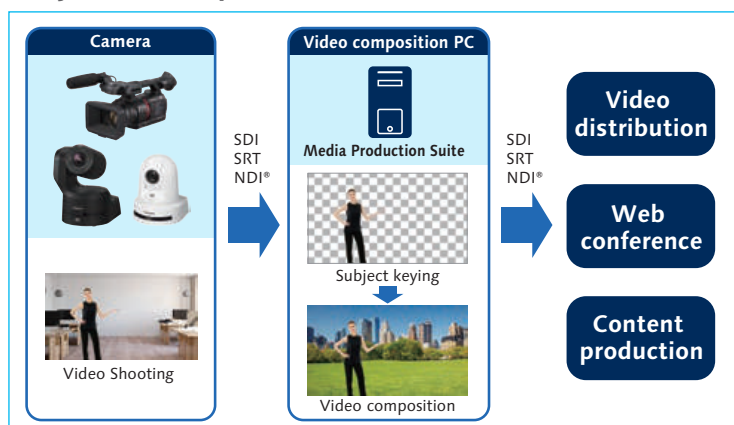 Camera
Video Shooting
SDI
SRT
NDI®
Video composition PC
Media Production Suite
Subject keying
Video composition
SDI
SRT
NDI®
Video
distribution
Web
conference
Content
production